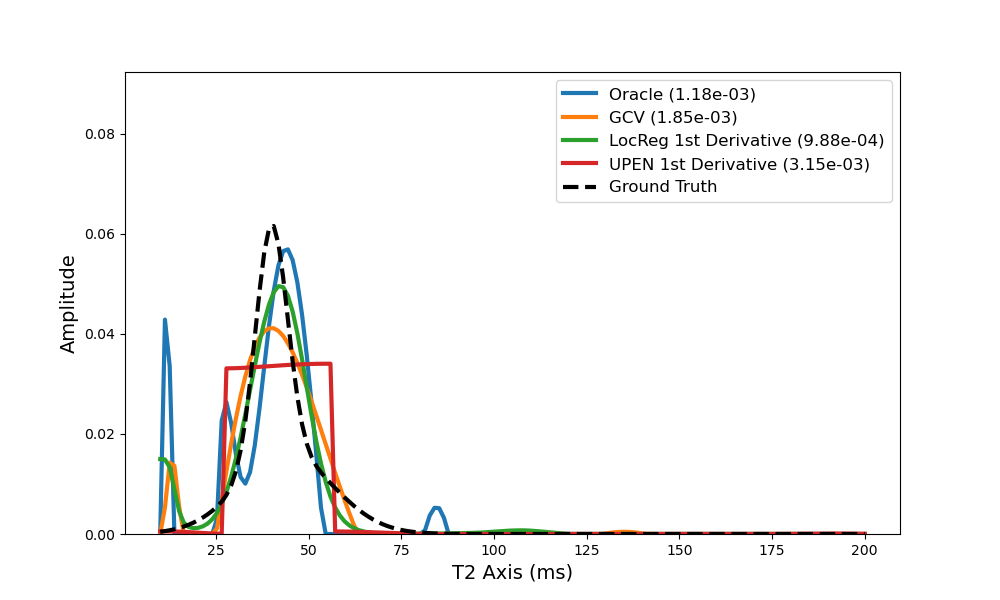 Oracle (1.18e-03)
GCV (1.85e-03)
LocReg 1st Derivative (9.88e-04)
UPEN 1st Derivative (3.15e-03)
Ground Truth
Amplitude
0.08
0.06
0.04
0.02
0.00
25
50
75
100
125
150
175
200
T2 Axis (ms)